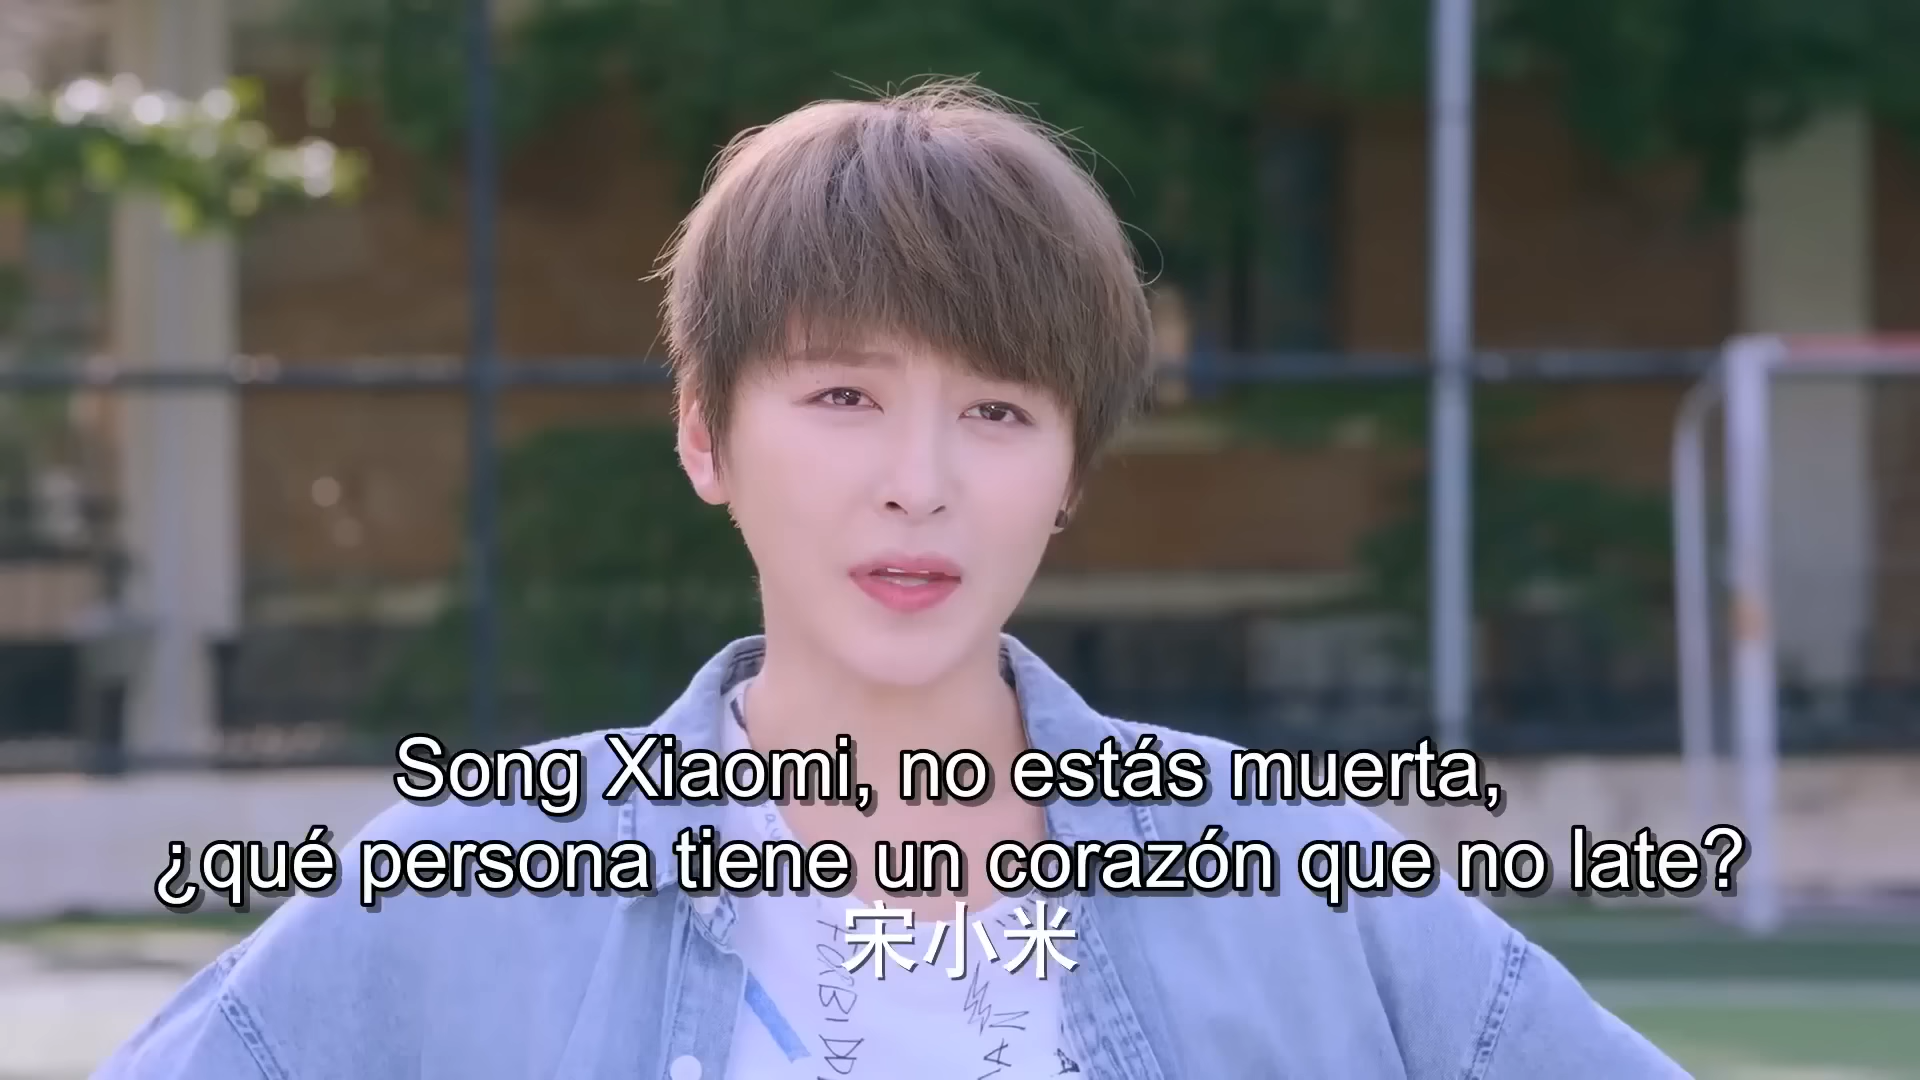 Song Xiaomi, no estás muerta,
¿qué persona tiene un corazón que no late?
宋小米